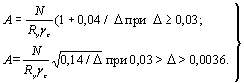 A = N / R_y γ_c (1 + 0,04 / Δ при Δ ≥ 0,03;
A = N / R_y γ_c √0,14 / Δ при 0,03 > Δ > 0,0036.